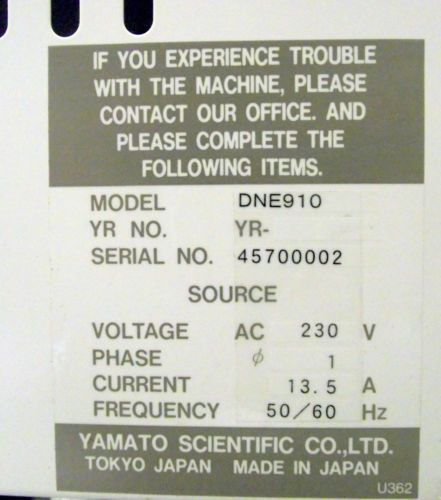 IF YOU EXPERIENCE TROUBLE
WITH THE MACHINE, PLEASE
CONTACT OUR OFFICE. AND
PLEASE COMPLETE THE
FOLLOWING ITEMS.
MODEL DNE910
YR NO. YR-
SERIAL NO. 45700002
SOURCE
VOLTAGE AC 230 V
PHASE ϕ 1
CURRENT 13.5 A
FREQUENCY 50/60 Hz
YAMATO SCIENTIFIC CO.,LTD.
TOKYO JAPAN MADE IN JAPAN
U362